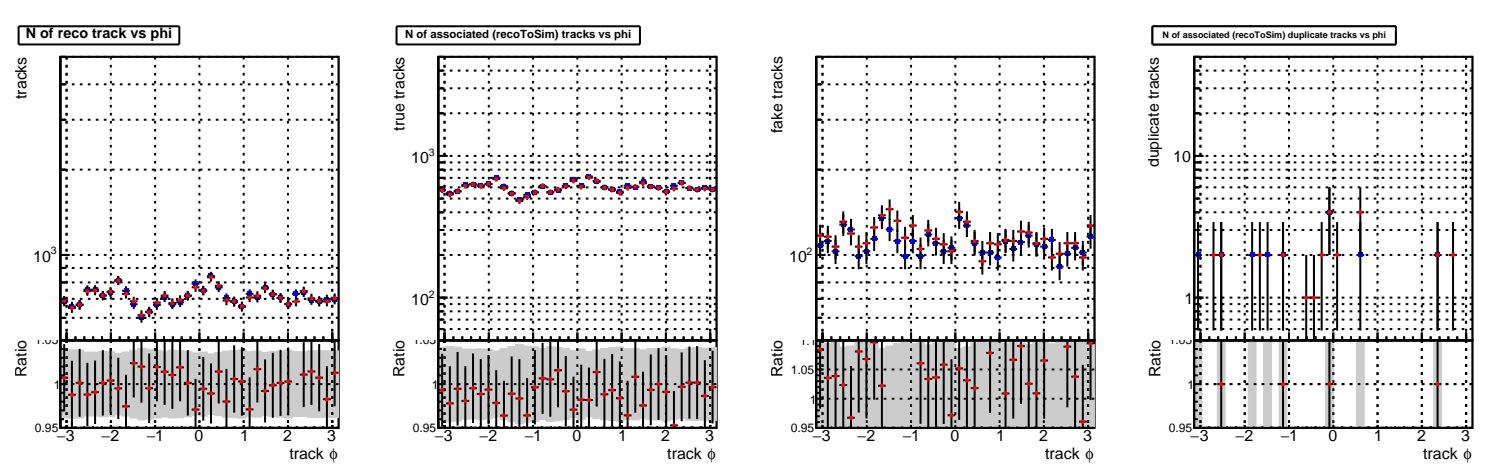 N of reco track vs phi
N of associated (recoToSim) tracks vs phi
N of associated (recoToSim) duplicate tracks vs phi
tracks
10³
Ratio
1
0.95
−3 −2 −1 0 1 2 3
track ϕ
true tracks
10³
10²
Ratio
1
0.95
−3 −2 −1 0 1 2 3
track ϕ
fake tracks
10²
Ratio
1.05
1
0.95
−3 −2 −1 0 1 2 3
track ϕ
duplicate tracks
10
1
Ratio
1
0.95
−3 −2 −1 0 1 2 3
track ϕ